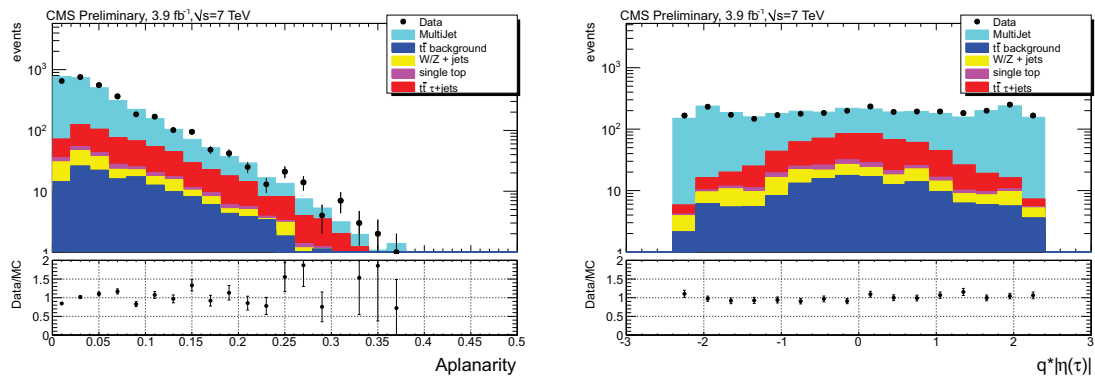 CMS Preliminary, 3.9 fb⁻¹,√s=7 TeV
events
Data
MultiJet
tt̄ background
W/Z + jets
single top
tt̄ τ+jets
10³
10²
10
1
Data/MC
2
1.5
1
0.5
0
0 0.05 0.1 0.15 0.2 0.25 0.3 0.35 0.4 0.45 0.5
Aplanarity
CMS Preliminary, 3.9 fb⁻¹,√s=7 TeV
events
Data
MultiJet
tt̄ background
W/Z + jets
single top
tt̄ τ+jets
10³
10²
10
1
Data/MC
2
1.5
1
0.5
0
-3 -2 -1 0 1 2 3
q*|η(τ)|